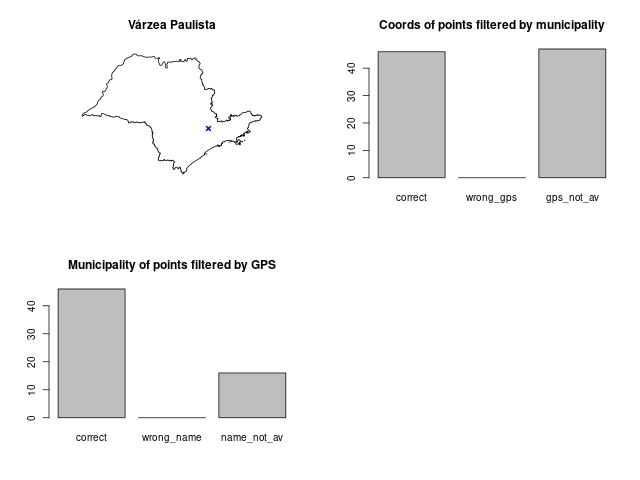 Várzea Paulista
Coords of points filtered by municipality
40
30
20
10
0
correct wrong_gps gps_not_av
Municipality of points filtered by GPS
40
30
20
10
0
correct wrong_name name_not_av